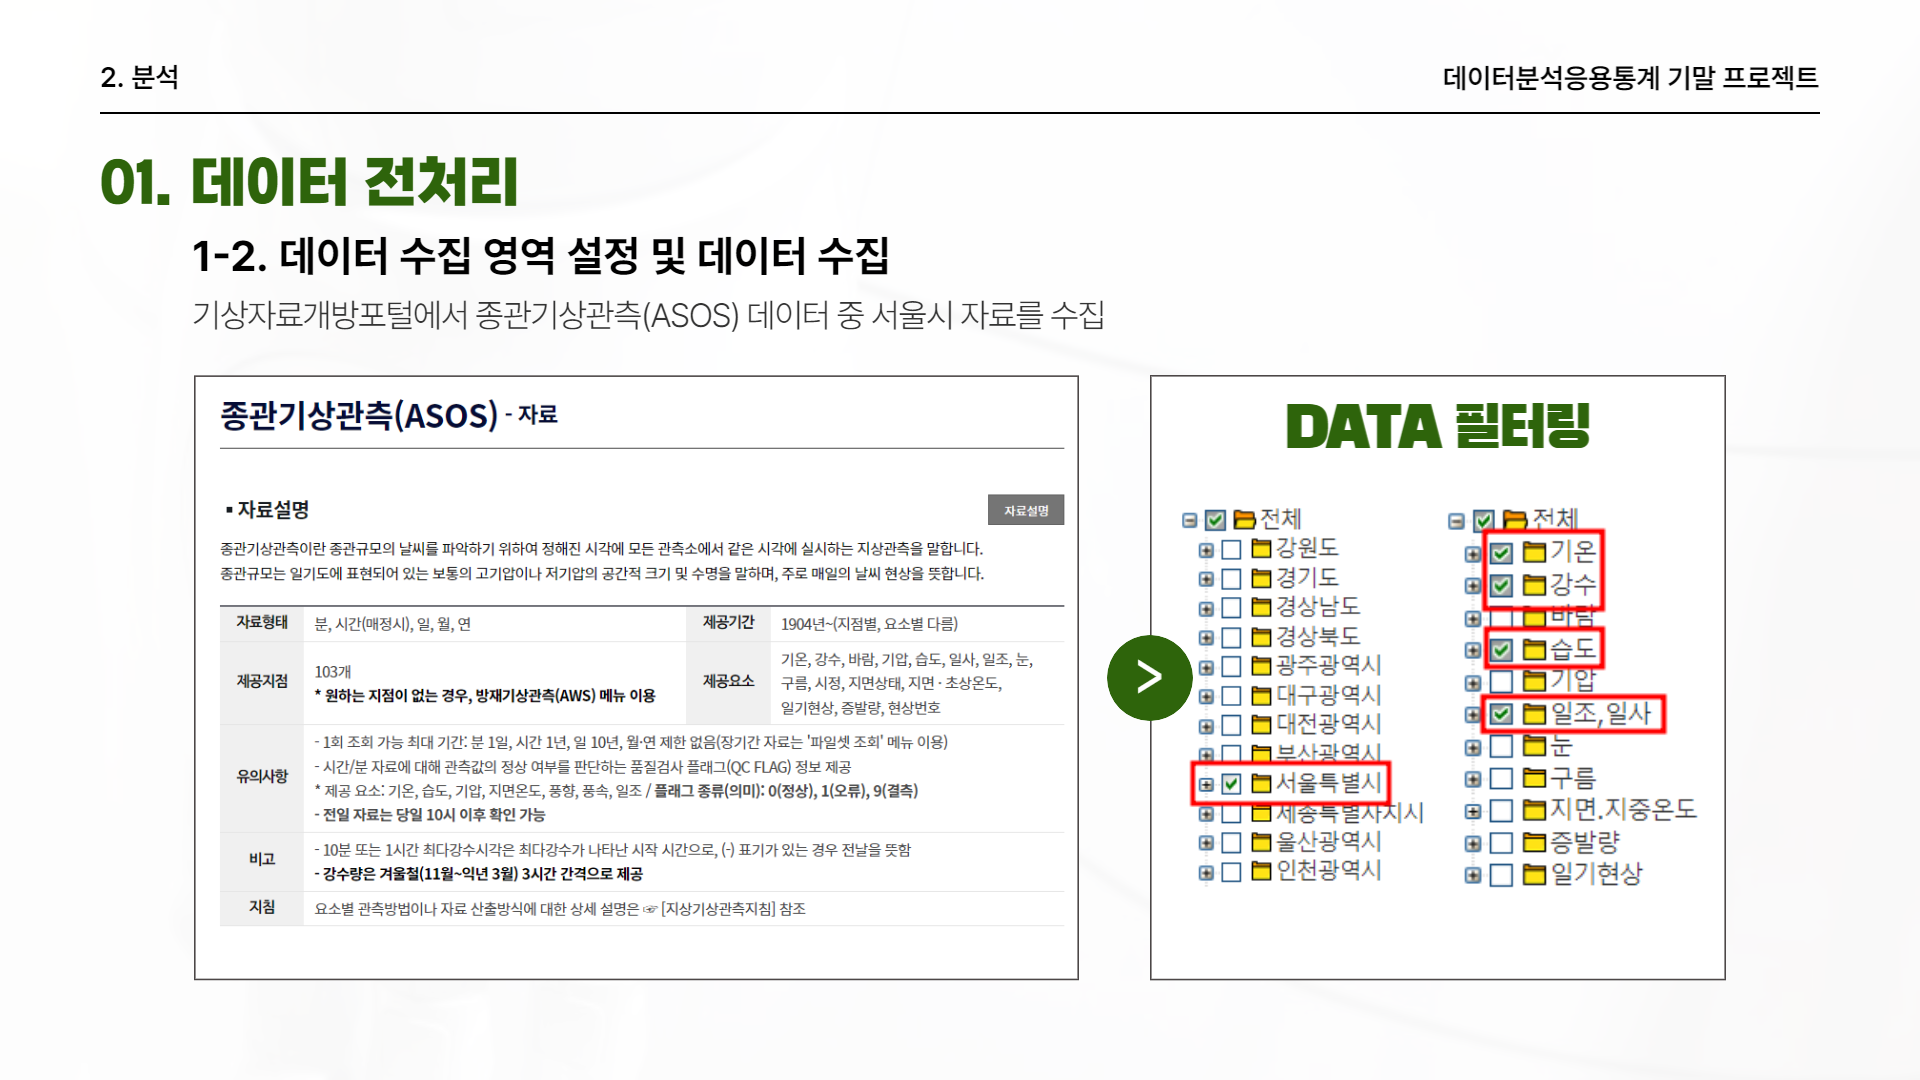 2. 분석
데이터분석응용통계 기말 프로젝트
01. 데이터 전처리
1-2. 데이터 수집 영역 설정 및 데이터 수집
기상자료개방포털에서 종관기상관측(ASOS) 데이터 중 서울시 자료를 수집
종관기상관측(ASOS) - 자료
▪ 자료설명
자료설명
종관기상관측이란 종관규모의 날씨를 파악하기 위하여 정해진 시각에 모든 관측소에서 같은 시각에 실시하는 지상관측을 말합니다.
종관규모는 일기도에 표현되어 있는 보통의 고기압이나 저기압의 공간적 크기 및 수명을 말하며, 주로 매일의 날씨 현상을 뜻합니다.
자료형태
분, 시간(매정시), 일, 월, 연
제공기간
1904년~(지점별, 요소별 다름)
제공지점
103개
* 원하는 지점이 없는 경우, 방재기상관측(AWS) 메뉴 이용
제공요소
기온, 강수, 바람, 기압, 습도, 일사, 일조, 눈,
구름, 시정, 지면상태, 지면 · 초상온도,
일기현상, 증발량, 현상번호
유의사항
- 1회 조회 가능 최대 기간: 분 1일, 시간 1년, 일 10년, 월·연 제한 없음(장기간 자료는 '파일셋 조회' 메뉴 이용)
- 시간/분 자료에 대해 관측값의 정상 여부를 판단하는 품질검사 플래그(QC FLAG) 정보 제공
* 제공 요소: 기온, 습도, 기압, 지면온도, 풍향, 풍속, 일조 / 플래그 종류(의미): 0(정상), 1(오류), 9(결측)
- 전일 자료는 당일 10시 이후 확인 가능
비고
- 10분 또는 1시간 최다강수시각은 최다강수가 나타난 시작 시간으로, (-) 표기가 있는 경우 전날을 뜻함
- 강수량은 겨울철(11월~익년 3월) 3시간 간격으로 제공
지침
요소별 관측방법이나 자료 산출방식에 대한 상세 설명은 ☞ [지상기상관측지침] 참조
>
DATA 필터링
전체
강원도
경기도
경상남도
경상북도
광주광역시
대구광역시
대전광역시
부산광역시
서울특별시
세종특별자치시
울산광역시
인천광역시
전체
기온
강수
바람
습도
기압
일조,일사
눈
구름
지면.지중온도
증발량
일기현상